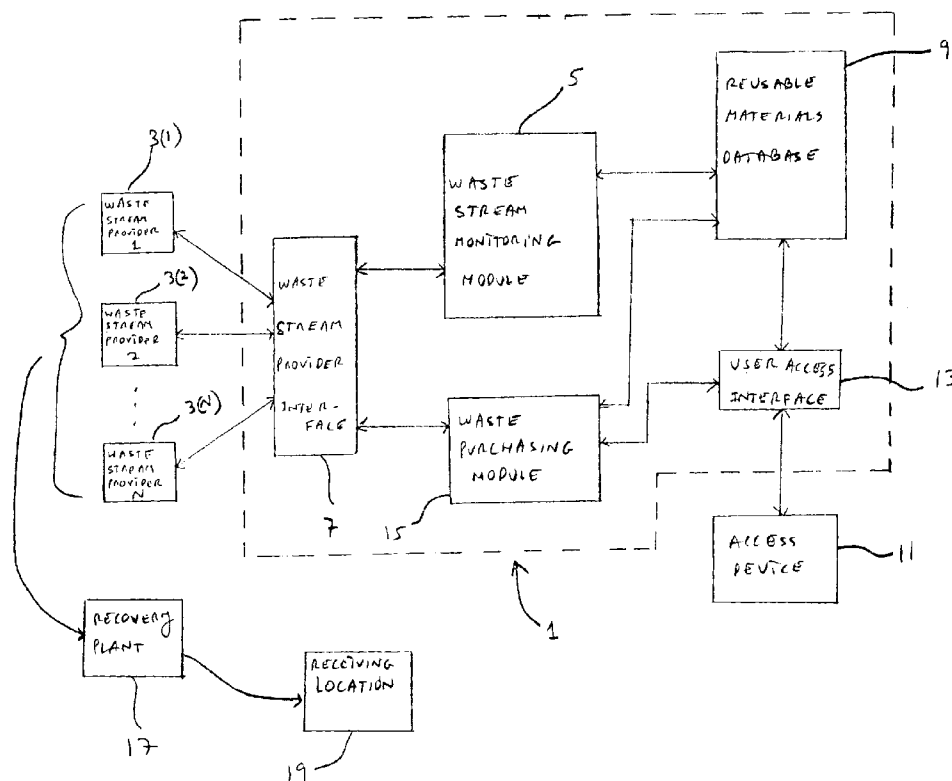 9
5
REUSABLE
MATERIALS
DATABASE
3(1)
WASTE
STREAM
PROVIDER
1
WASTE
STREAM
MONITORING
MODULE
3(2)
WASTE
STREAM
PROVIDER
2
WASTE
STREAM
PROVIDER
INTER-
FACE
USER ACCESS
INTERFACE
13
3(N)
WASTE
STREAM
PROVIDER
N
WASTE
PURCHASING
MODULE
7
15
ACCESS
DEVICE
11
1
RECOVERY
PLANT
RECEIVING
LOCATION
17
19